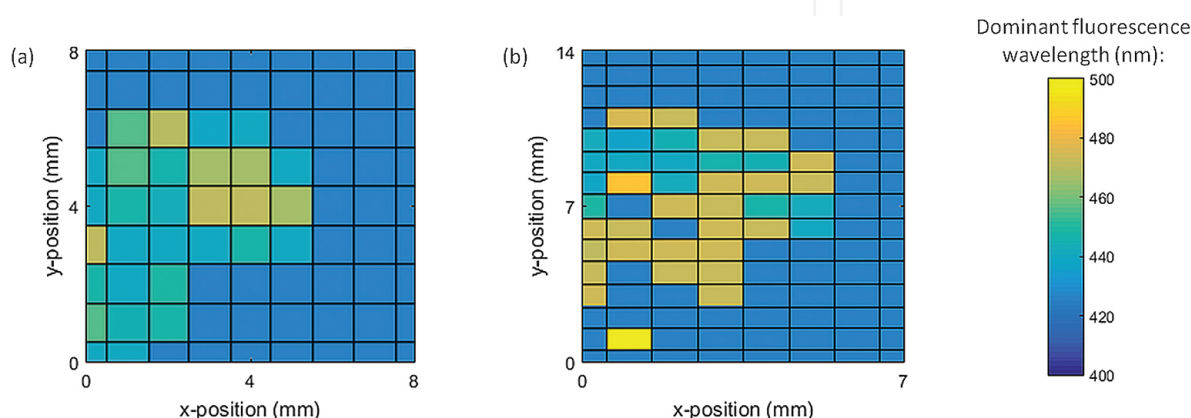 Dominant fluorescence
wavelength (nm):
(a)
8
4
0
y-position (mm)
0
4
8
x-position (mm)
(b)
14
7
0
y-position (mm)
0
7
x-position (mm)
500
480
460
440
420
400